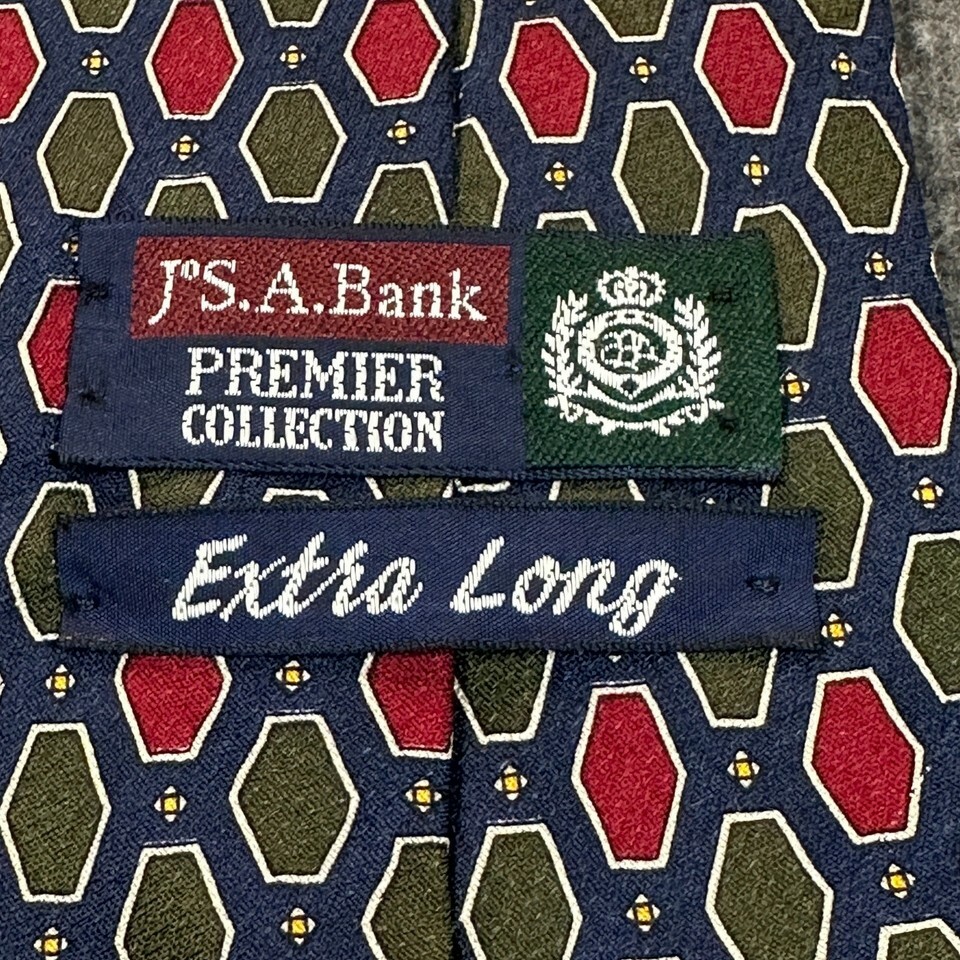 JoS.A.Bank
PREMIER
COLLECTION
Extra Long